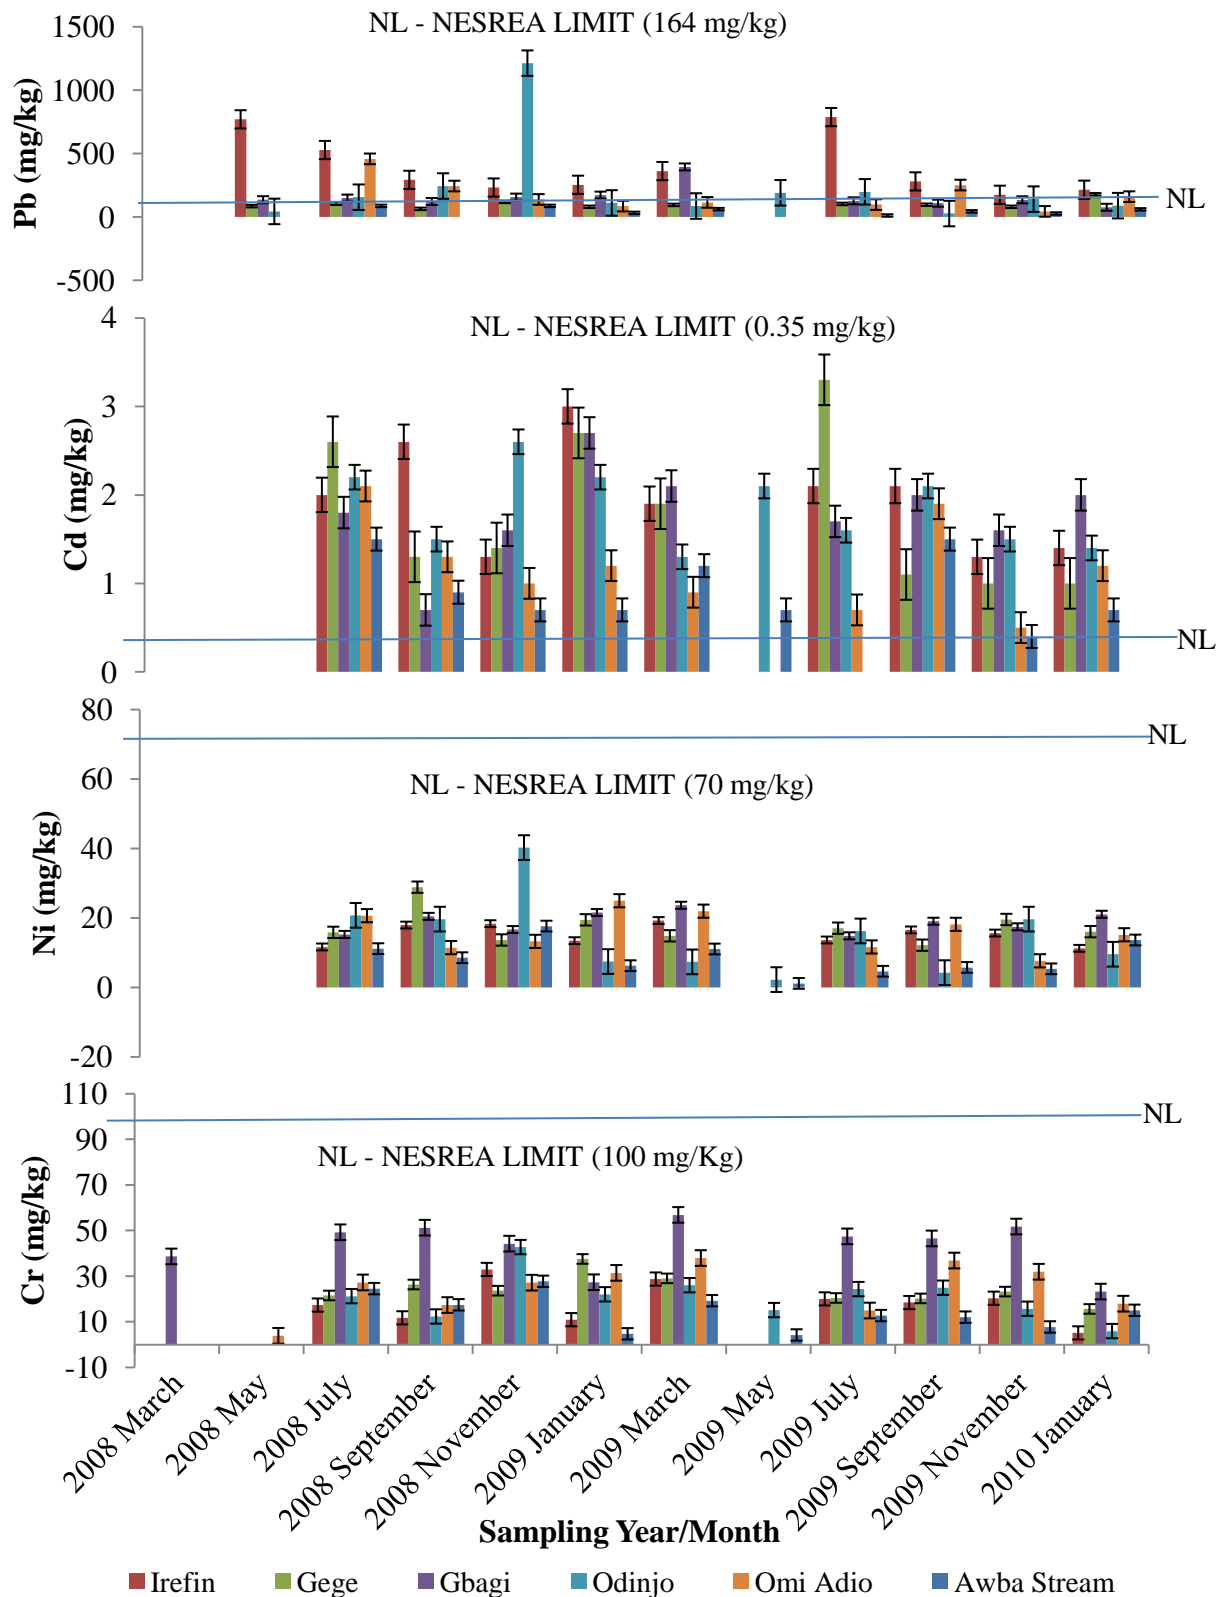 NL - NESREA LIMIT (164 mg/kg)
Pb (mg/kg)
1500
1000
500
0
-500
NL
NL - NESREA LIMIT (0.35 mg/kg)
Cd (mg/kg)
4
3
2
1
0
NL
Ni (mg/kg)
80
60
40
20
0
-20
NL
NL - NESREA LIMIT (70 mg/kg)
Cr (mg/kg)
110
90
70
50
30
10
-10
NL
NL - NESREA LIMIT (100 mg/Kg)
2008 March
2008 May
2008 July
2008 September
2008 November
2009 January
2009 March
2009 May
2009 July
2009 September
2009 November
2010 January
Sampling Year/Month
Irefin Gege Gbagi Odinjo Omi Adio Awba Stream